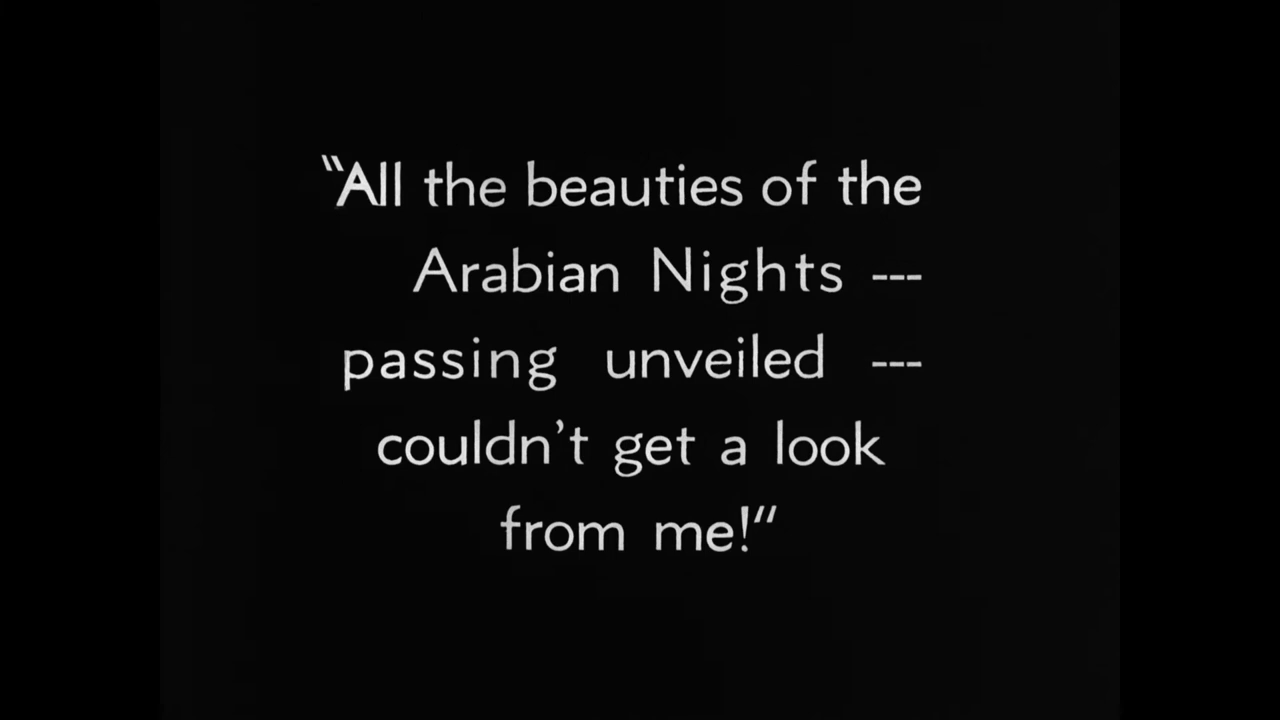 “All the beauties of the
Arabian Nights ---
passing unveiled ---
couldn’t get a look
from me!”